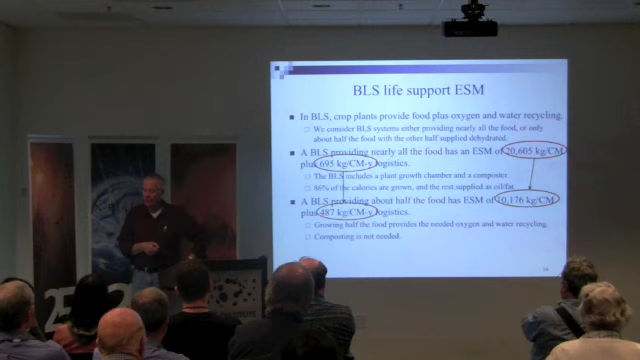 BLS life support ESM
In BLS, crop plants provide food plus oxygen and water recycling.
We consider BLS systems either providing nearly all the food, or only
about half the food with the other half supplied dehydrated.
A BLS providing nearly all the food has an ESM of 20,605 kg/CM
plus 695 kg/CM-y logistics.
The BLS includes a plant growth chamber and a composter
86% of the calories are grown, and the rest supplied as oil/fat.
A BLS providing about half the food has ESM of 10,176 kg/CM
plus 487 kg/CM-y logistics.
Growing half the food provides the needed oxygen and water recycling.
Composting is not needed.